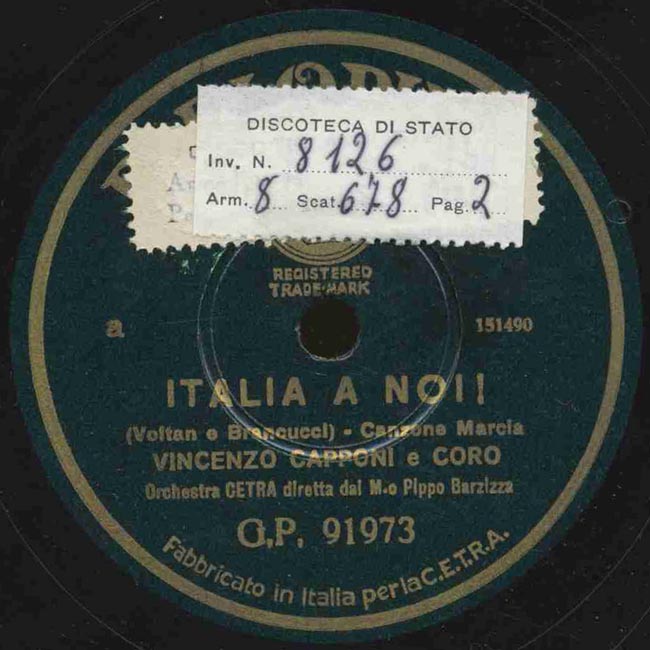 DISCOTECA DI STATO
Inv. N. 8126
Arm. 8 Scat. 678 Pag. 2
REGISTERED
TRADE-MARK
a 151490
ITALIA A NOI!
(Voltan e Biancucci) - Canzone Marcia
VINCENZO CAPPONI e CORO
Orchestra CETRA diretta dal M.o Pippo Barzizza
G.P. 91973
Fabbricato in Italia per la C.E.T.R.A.